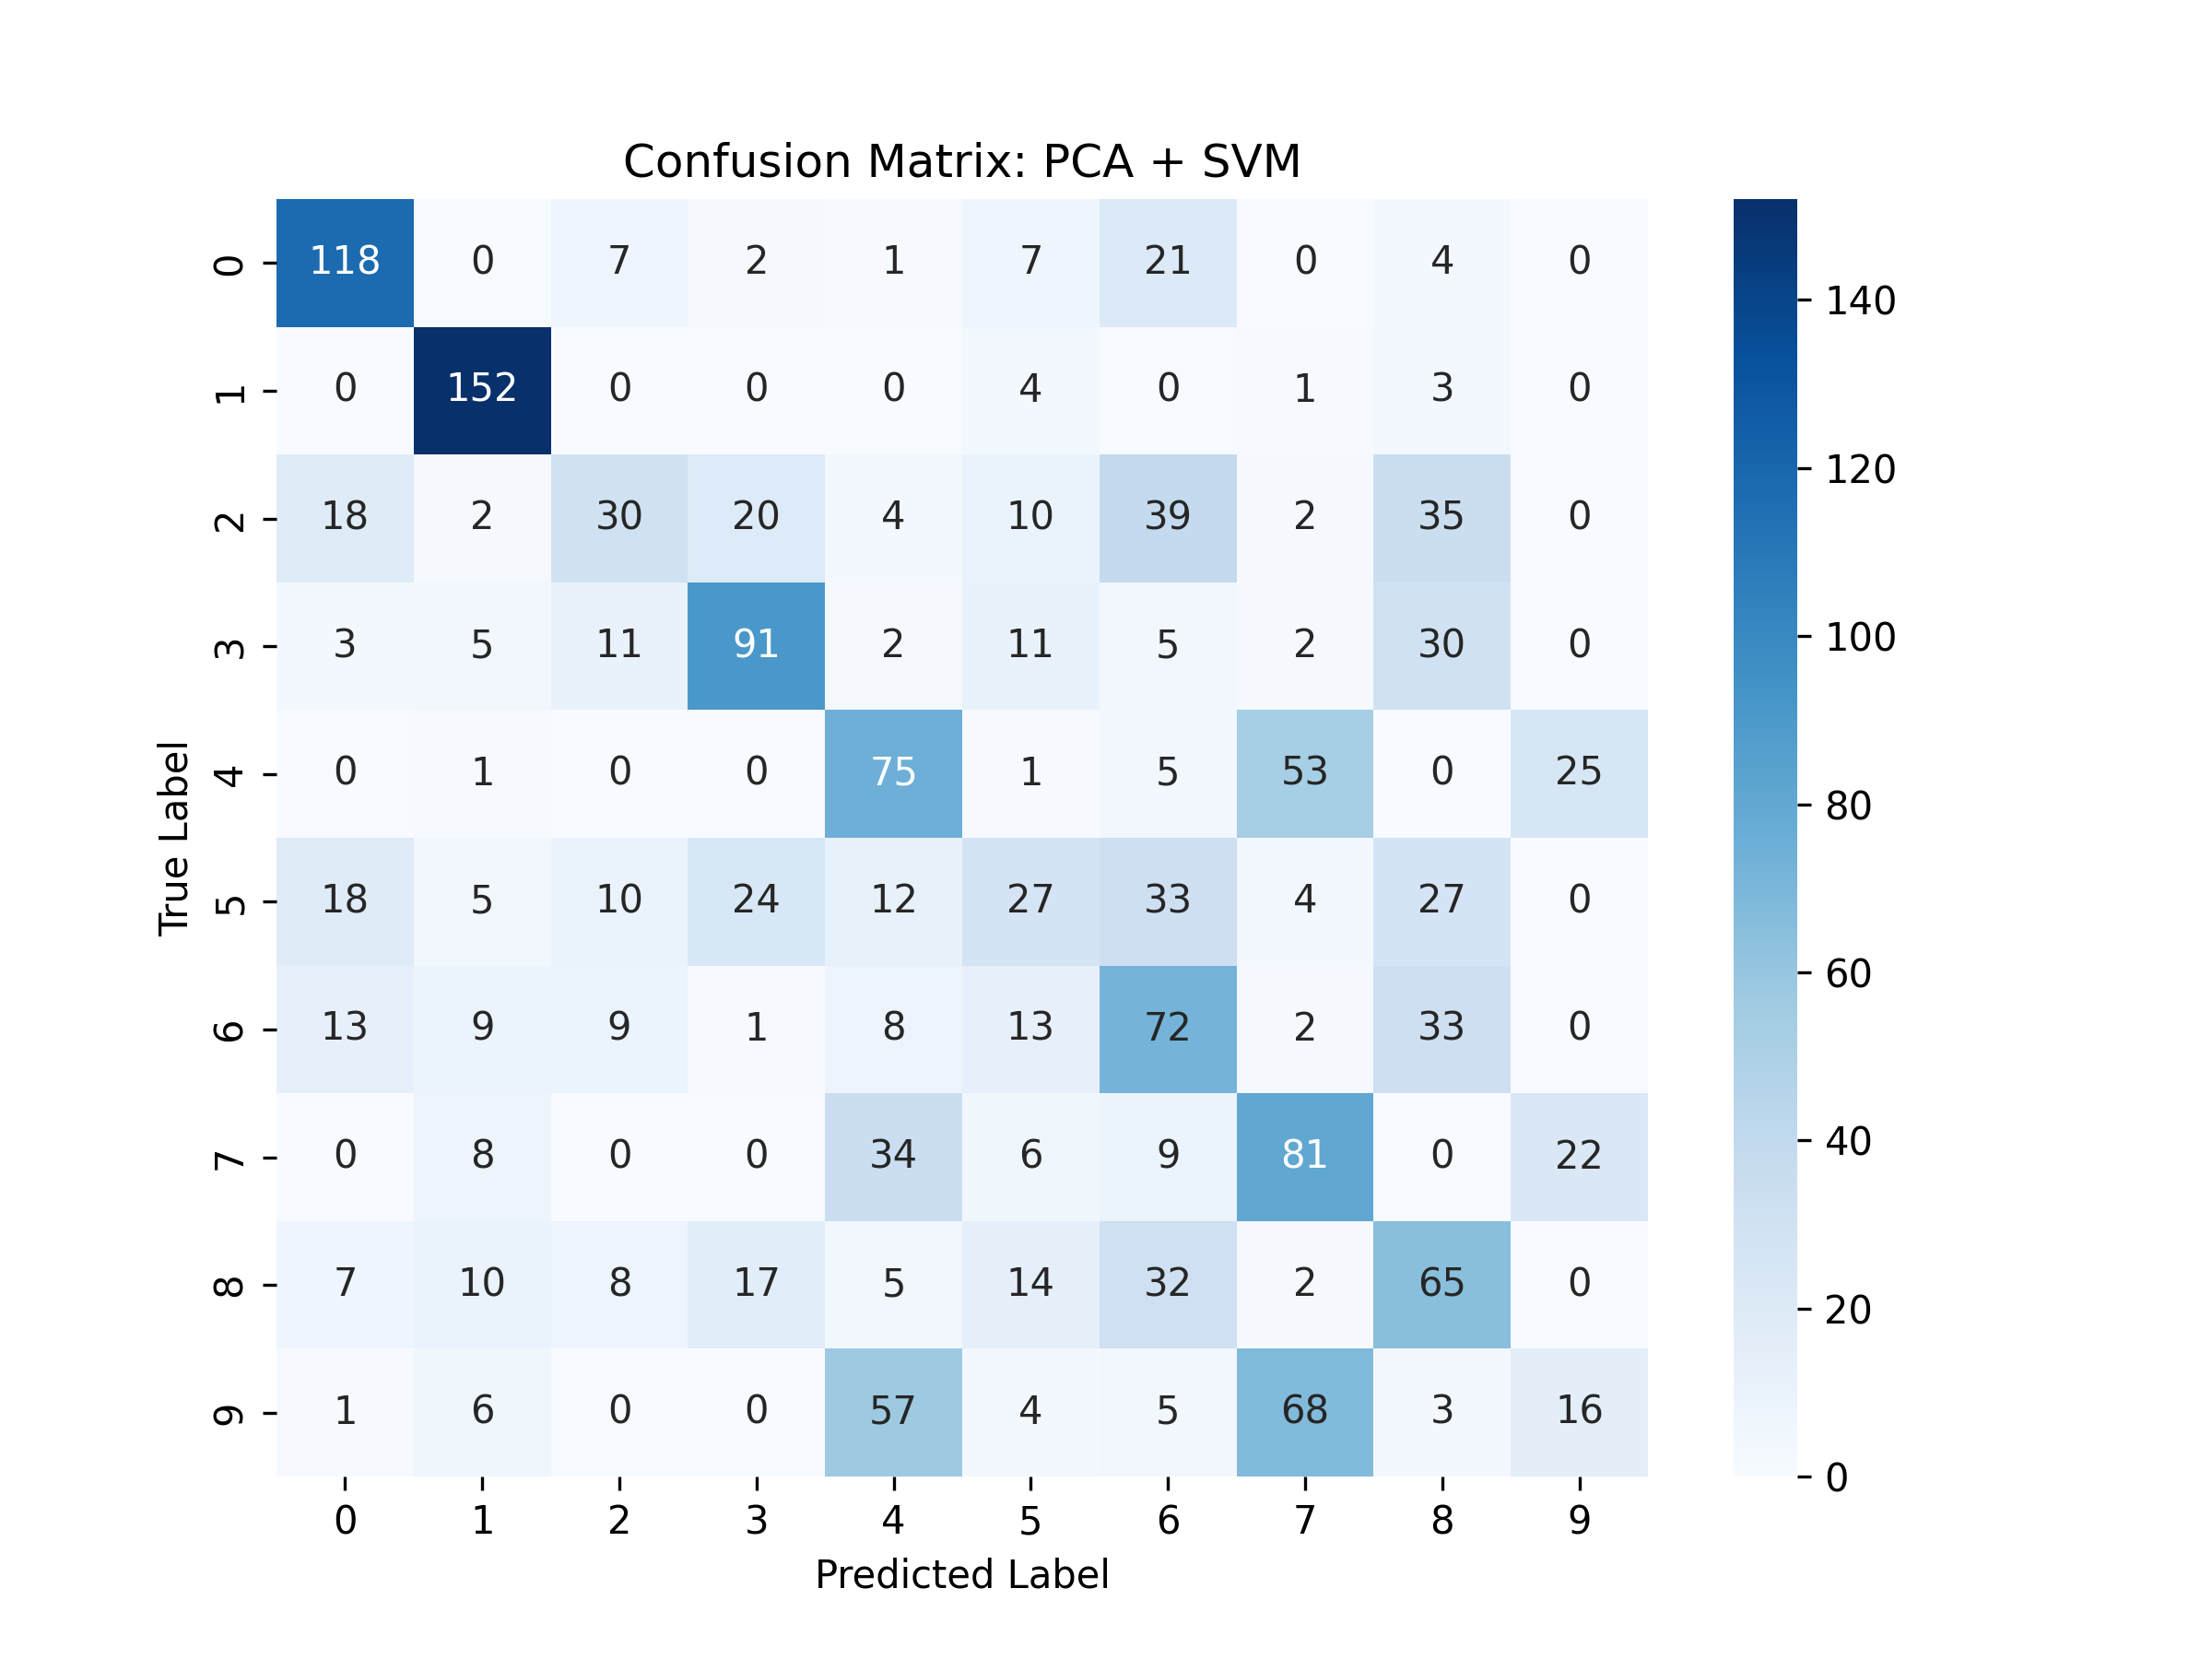 Confusion Matrix: PCA + SVM
0 118 0 7 2 1 7 21 0 4 0
1 0 152 0 0 0 4 0 1 3 0
2 18 2 30 20 4 10 39 2 35 0
3 3 5 11 91 2 11 5 2 30 0
4 0 1 0 0 75 1 5 53 0 25
5 18 5 10 24 12 27 33 4 27 0
6 13 9 9 1 8 13 72 2 33 0
7 0 8 0 0 34 6 9 81 0 22
8 7 10 8 17 5 14 32 2 65 0
9 1 6 0 0 57 4 5 68 3 16
0 1 2 3 4 5 6 7 8 9
Predicted Label
True Label
140
120
100
80
60
40
20
0